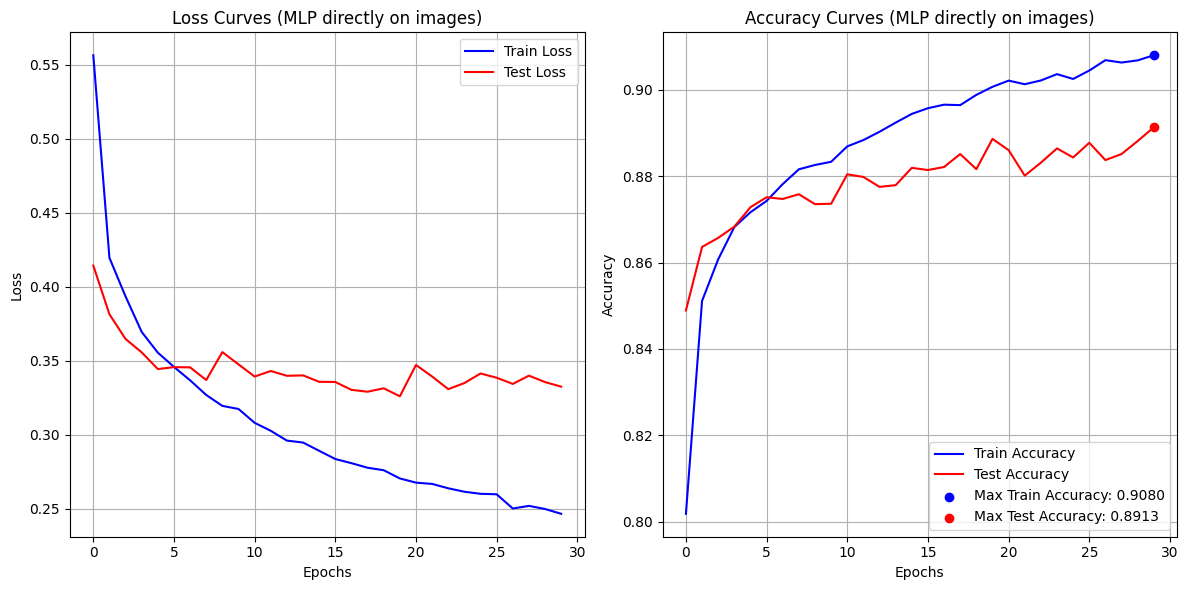 Loss Curves (MLP directly on images)
0.55
0.50
0.45
0.40
0.35
0.30
0.25
Loss
0
5
10
15
20
25
30
Epochs
Train Loss
Test Loss
Accuracy Curves (MLP directly on images)
0.90
0.88
0.86
0.84
0.82
0.80
Accuracy
0
5
10
15
20
25
30
Epochs
Train Accuracy
Test Accuracy
Max Train Accuracy: 0.9080
Max Test Accuracy: 0.8913